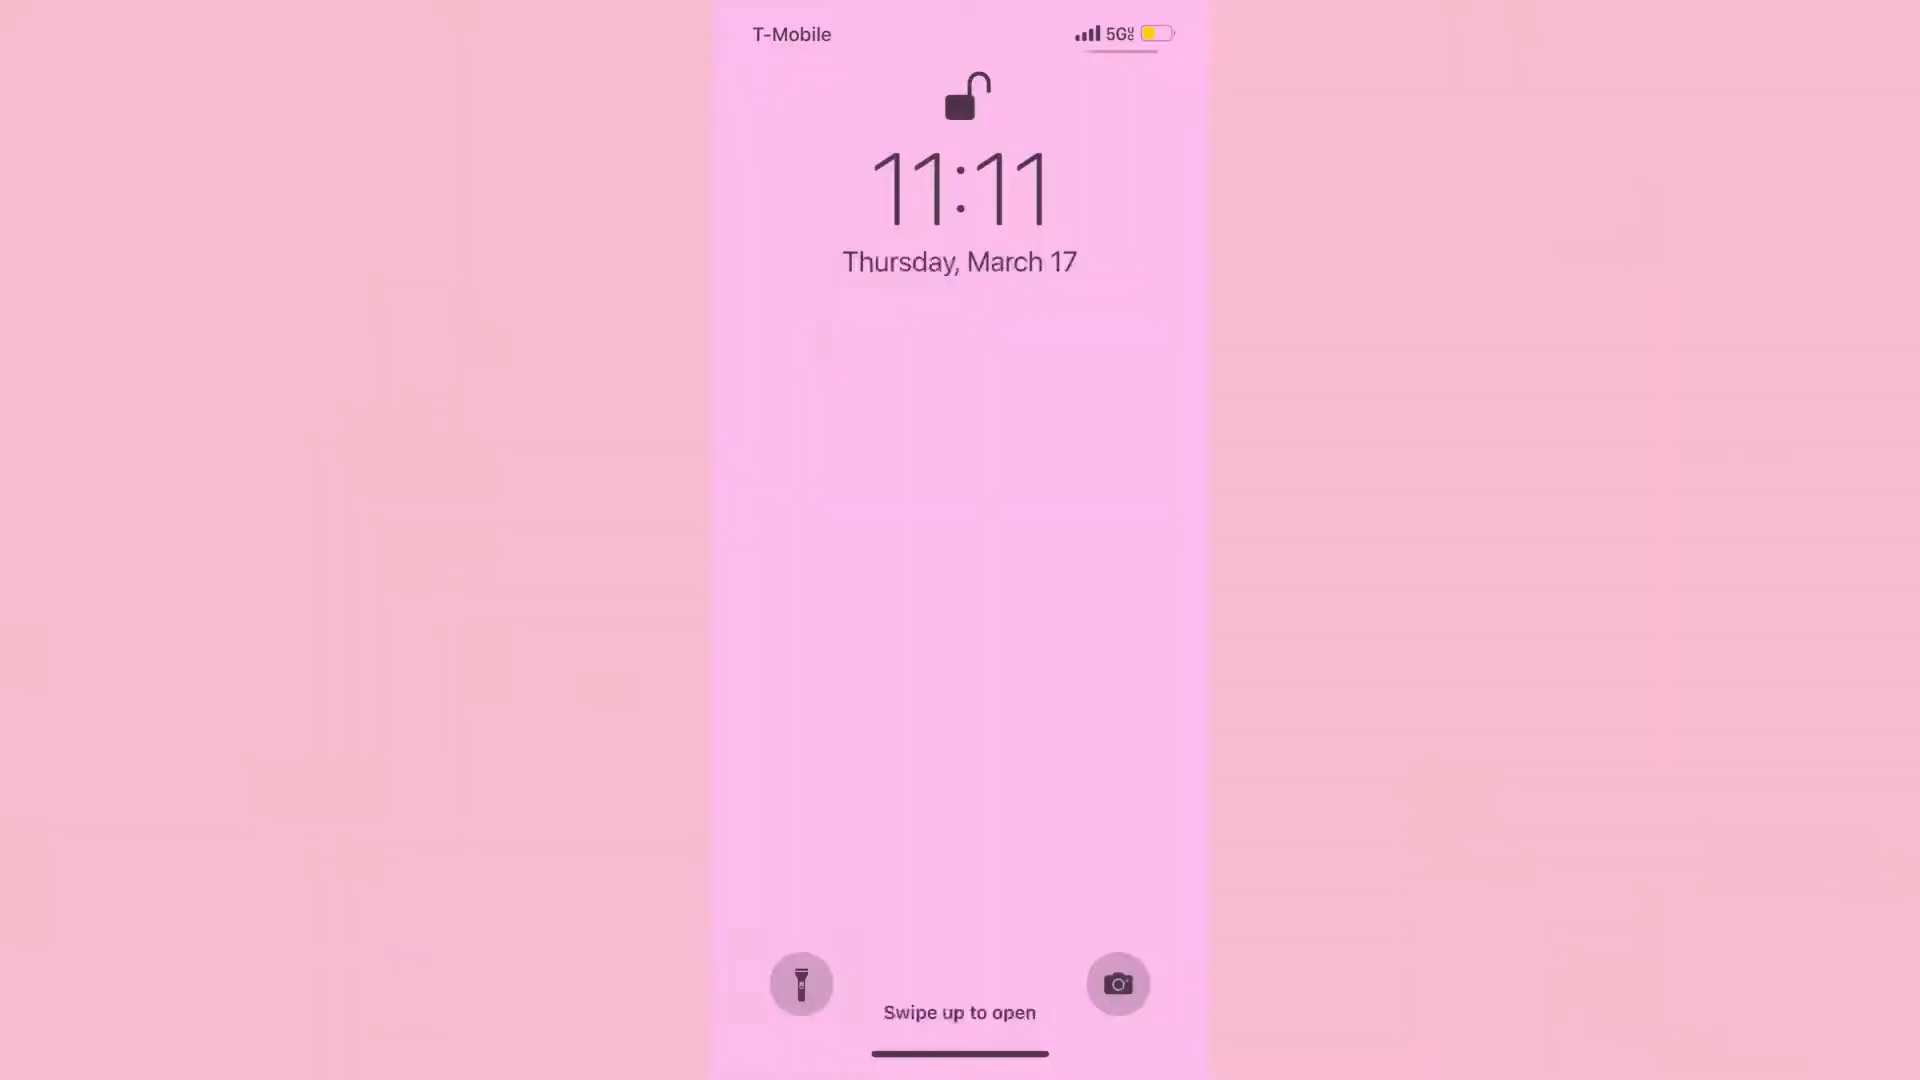 T-Mobile
5G
11:11
Thursday, March 17
Swipe up to open